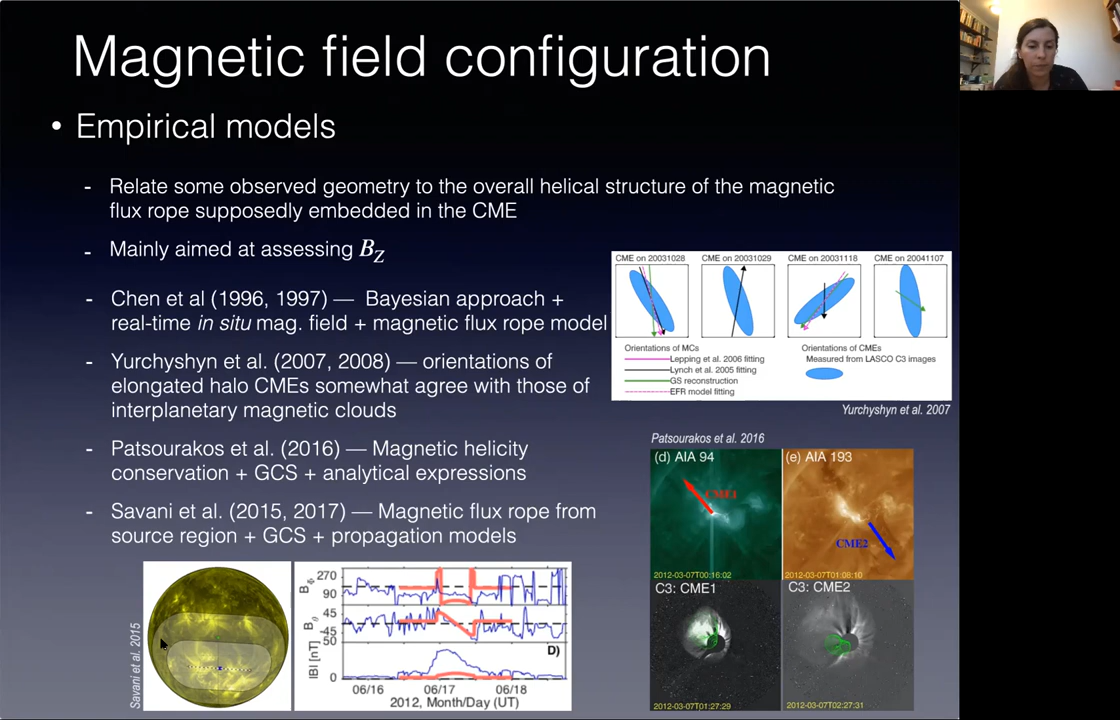 Magnetic field configuration
• Empirical models
- Relate some observed geometry to the overall helical structure of the magnetic
flux rope supposedly embedded in the CME
- Mainly aimed at assessing B_Z
- Chen et al (1996, 1997) — Bayesian approach +
real-time in situ mag. field + magnetic flux rope model
- Yurchyshyn et al. (2007, 2008) — orientations of
elongated halo CMEs somewhat agree with those of
interplanetary magnetic clouds
- Patsourakos et al. (2016) — Magnetic helicity
conservation + GCS + analytical expressions
- Savani et al. (2015, 2017) — Magnetic flux rope from
source region + GCS + propagation models
CME on 20031028
CME on 20031029
CME on 20031118
CME on 20041107
Orientations of MCs
Lepping et al. 2006 fitting
Lynch et al. 2005 fitting
GS reconstruction
EFR model fitting
Orientations of CMEs
Measured from LASCO C3 images
Yurchyshyn et al. 2007
Patsourakos et al. 2016
(d) AIA 94
CME1
2012-03-07T00:16:02
(e) AIA 193
CME2
2012-03-07T01:08:10
C3: CME1
2012-03-07T01:27:29
C3: CME2
2012-03-07T02:27:31
Savani et al. 2015
270
90
45
-45
B_θ
50
0
|B| [nT]
D)
06/16 06/17 06/18
2012, Month/Day (UT)